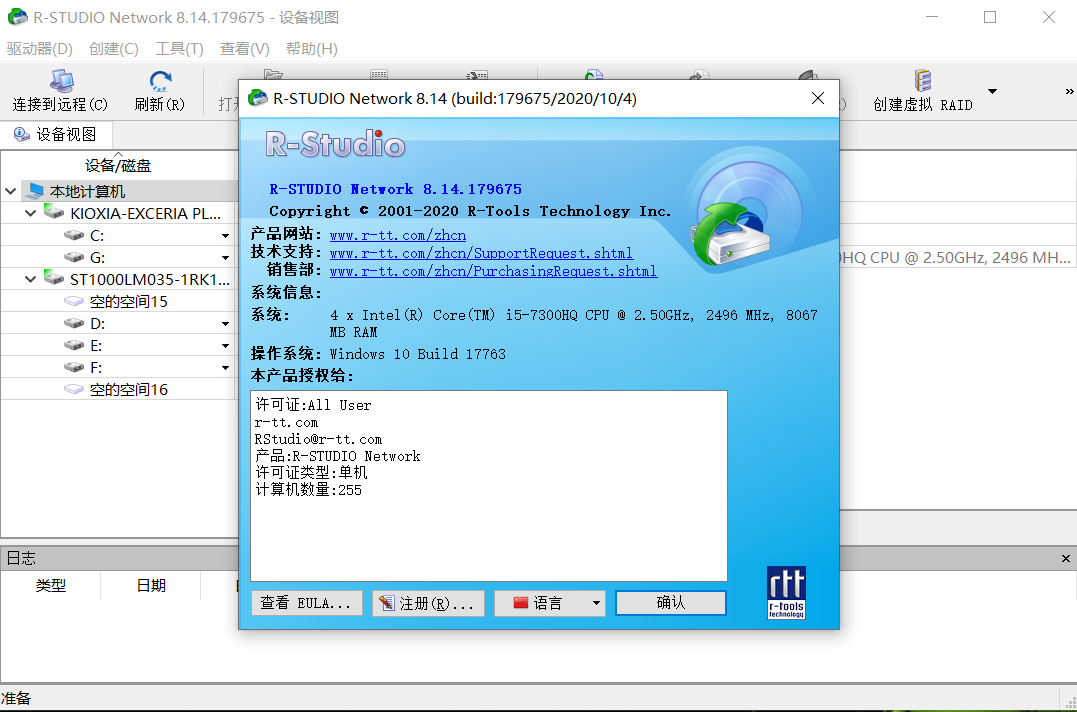 R-STUDIO Network 8.14.179675 - 设备视图
驱动器(D) 创建(C) 工具(T) 查看(V) 帮助(H)
连接到远程(C) 刷新(R) 创建虚拟 RAID
设备视图
设备/磁盘
本地计算机
KIOXIA-EXCERIA PL...
C:
G:
ST1000LM035-1RK1...
空的空间15
D:
E:
F:
空的空间16
HQ CPU @ 2.50GHz, 2496 MH...
R-STUDIO Network 8.14 (build:179675/2020/10/4)
R-Studio
R-STUDIO Network 8.14.179675
Copyright © 2001-2020 R-Tools Technology Inc.
产品网站: www.r-tt.com/zhcn
技术支持: www.r-tt.com/zhcn/SupportRequest.shtml
销售部: www.r-tt.com/zhcn/PurchasingRequest.shtml
系统信息:
系统: 4 x Intel(R) Core(TM) i5-7300HQ CPU @ 2.50GHz, 2496 MHz, 8067
MB RAM
操作系统: Windows 10 Build 17763
本产品授权给:
许可证:All User
r-tt.com
RStudio@r-tt.com
产品:R-STUDIO Network
许可证类型:单机
计算机数量:255
rtt
r-tools
technology
查看 EULA... 注册(R)... 语言 确认
日志
类型 日期
准备